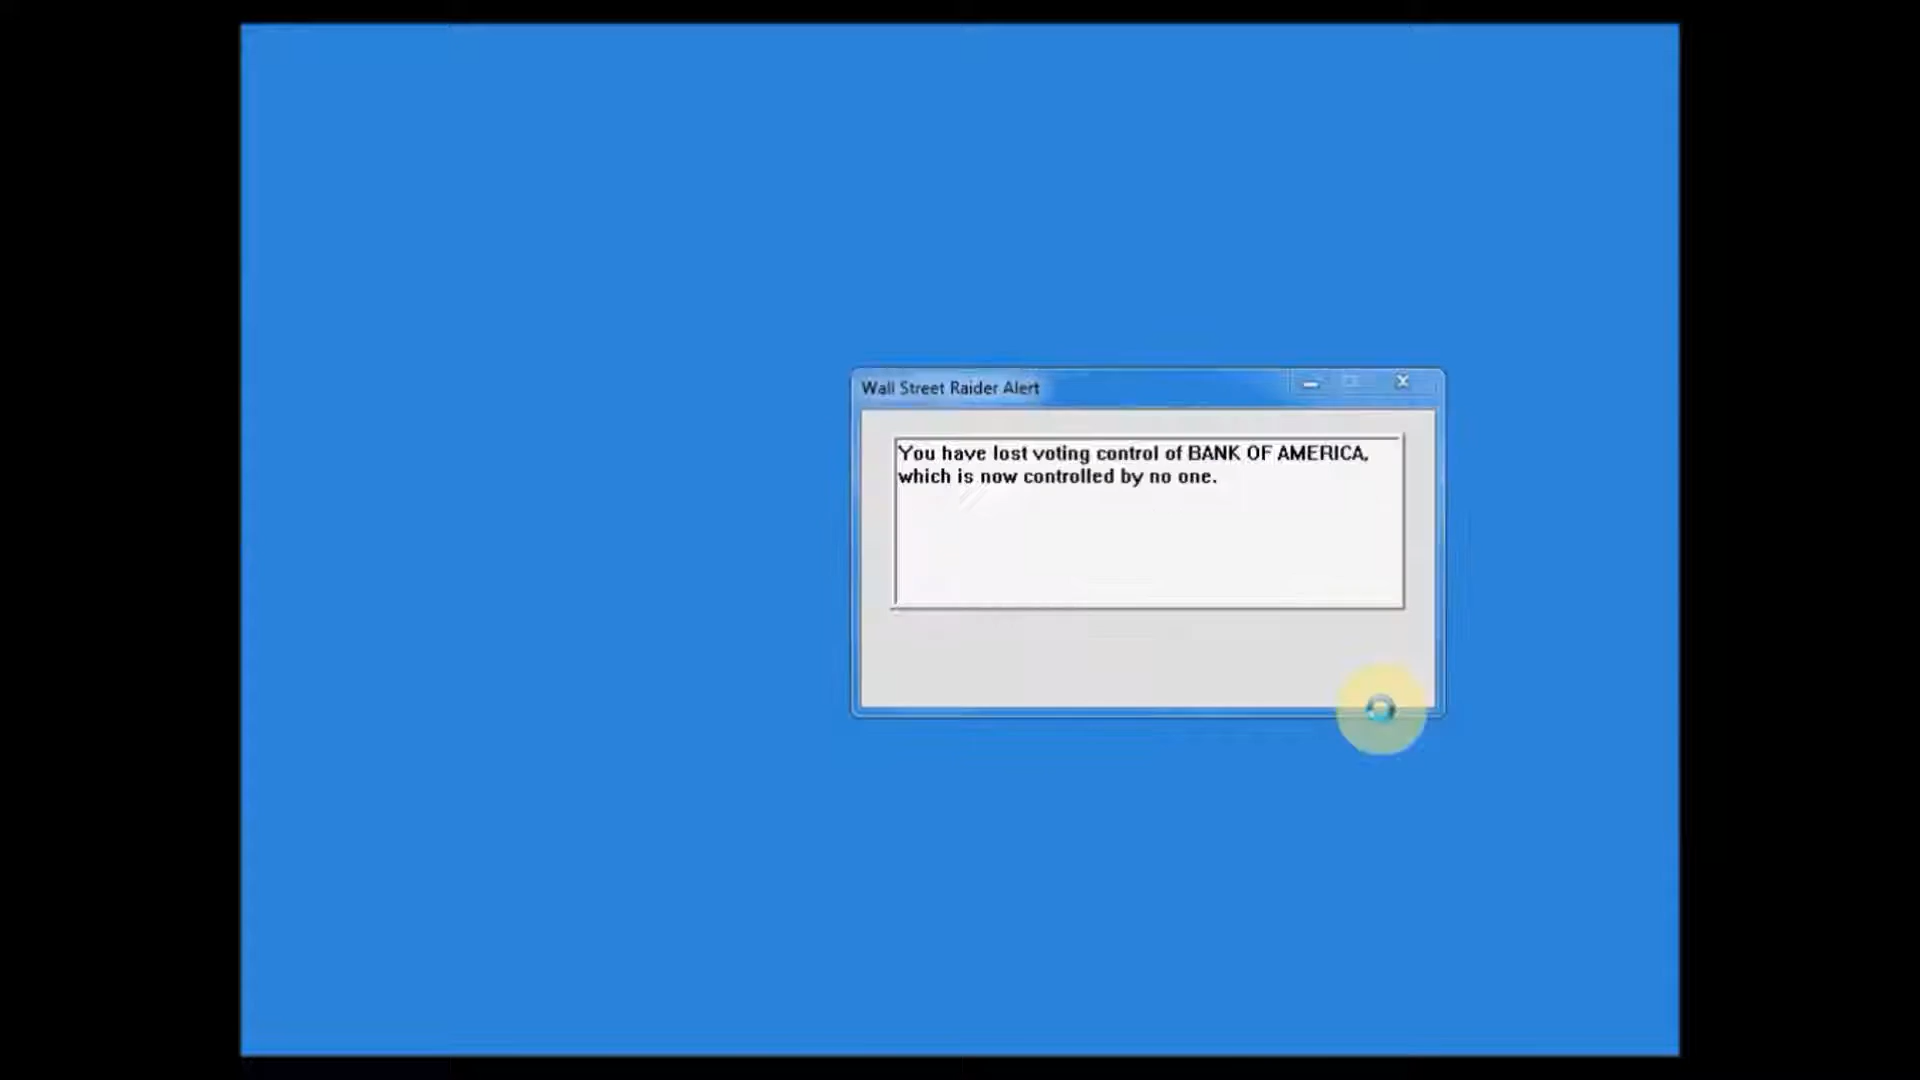 Wall Street Raider Alert
You have lost voting control of BANK OF AMERICA,
which is now controlled by no one.